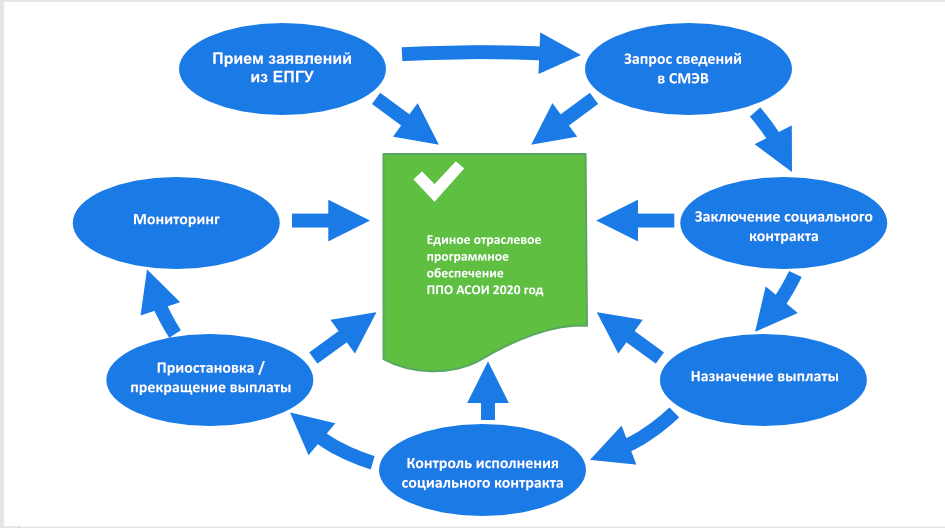 Прием заявлений
из ЕПГУ
Запрос сведений
в СМЭВ
Заключение социального
контракта
Назначение выплаты
Контроль исполнения
социального контракта
Приостановка /
прекращение выплаты
Мониторинг
Единое отраслевое
программное
обеспечение
ППО АСОИ 2020 год